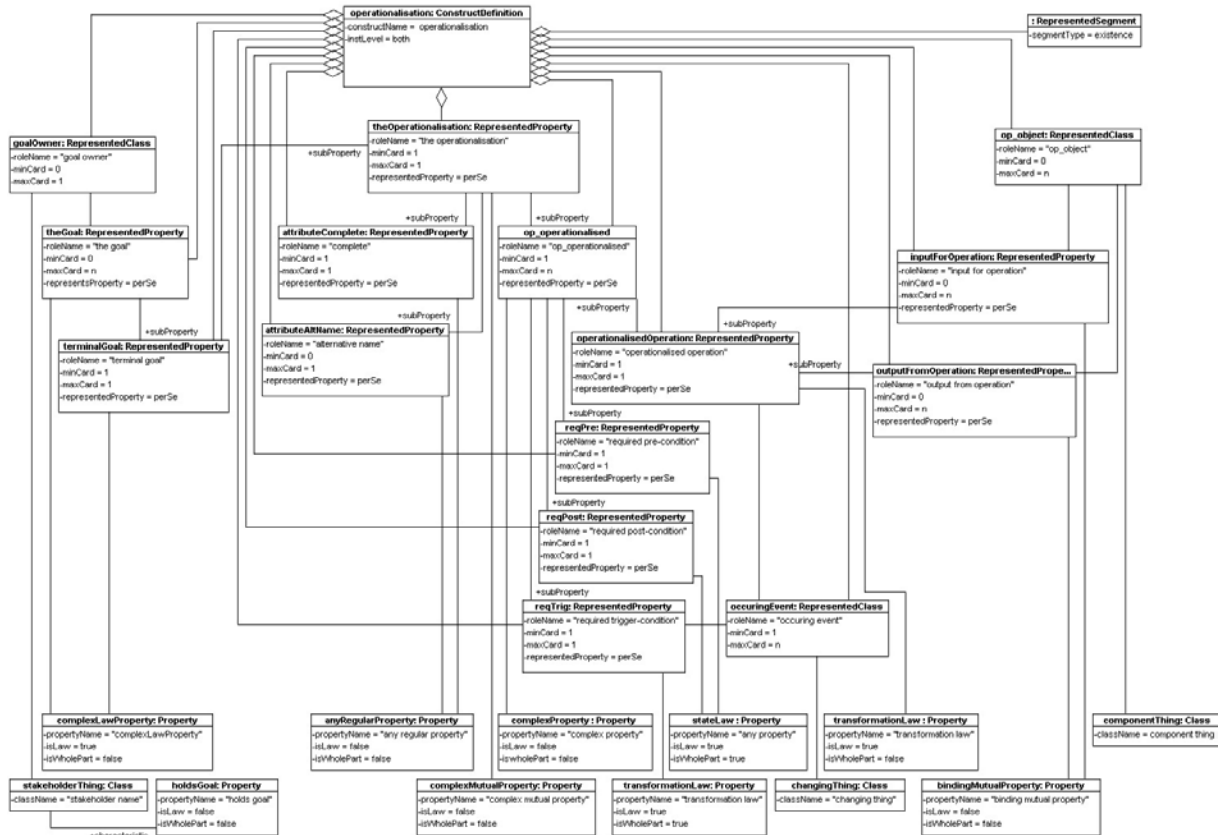 operationalisation: ConstructDefinition
-constructName = operationalisation
-instLevel = both
: RepresentedSegment
-segmentType = existence
theOperationalisation: RepresentedProperty
-roleName = "the operationalisation"
-minCard = 1
-maxCard = 1
-representedProperty = perSe
goalOwner: RepresentedClass
-roleName = "goal owner"
-minCard = 0
-maxCard = 1
op_object: RepresentedClass
-roleName = "op_object"
-minCard = 0
-maxCard = n
+subProperty
+subProperty
+subProperty
theGoal: RepresentedProperty
-roleName = "the goal"
-minCard = 0
-maxCard = n
-representsProperty = perSe
attributeComplete: RepresentedProperty
-roleName = "complete"
-minCard = 1
-maxCard = 1
-representedProperty = perSe
op_operationalised
-roleName = "op_operationalised"
-minCard = 1
-maxCard = n
-representedProperty = perSe
inputForOperation: RepresentedProperty
-roleName = "input for operation"
-minCard = 0
-maxCard = n
-representedProperty = perSe
+subProperty
+subProperty
+subProperty
terminalGoal: RepresentedProperty
-roleName = "terminal goal"
-minCard = 1
-maxCard = 1
-representedProperty = perSe
attributeAltName: RepresentedProperty
-roleName = "alternative name"
-minCard = 0
-maxCard = 1
-representedProperty = perSe
+subProperty
operationalisedOperation: RepresentedProperty
-roleName = "operationalised operation"
-minCard = 1
-maxCard = 1
-representedProperty = perSe
+subProperty
outputFromOperation: RepresentedPrope...
-roleName = "output from operation"
-minCard = 0
-maxCard = n
-representedProperty = perSe
+subProperty
reqPre: RepresentedProperty
-roleName = "required pre-condition"
-minCard = 1
-maxCard = 1
-representedProperty = perSe
+subProperty
reqPost: RepresentedProperty
-roleName = "required post-condition"
-minCard = 1
-maxCard = 1
-representedProperty = perSe
+subProperty
reqTrig: RepresentedProperty
-roleName = "required trigger-condition"
-minCard = 1
-maxCard = 1
-representedProperty = perSe
occuringEvent: RepresentedClass
-roleName = "occuring event"
-minCard = 1
-maxCard = n
complexLawProperty: Property
-propertyName = "complexLawProperty"
-isLaw = true
-isWholePart = false
anyRegularProperty: Property
-propertyName = "any regular property"
-isLaw = false
-isWholePart = false
complexProperty : Property
-propertyName = "complex property"
-isLaw = false
-iswholePart = false
stateLaw : Property
-propertyName = "any property"
-isLaw = true
-isWholePart = true
transformationLaw : Property
-propertyName = "transformation law"
-isLaw = true
-isWholePart = false
componentThing: Class
-className = component thing
stakeholderThing: Class
-className = "stakeholder name"
holdsGoal: Property
-propertyName = "holds goal"
-isLaw = false
-isWholePart = false
complexMutualProperty: Property
-propertyName = "complex mutual property"
-isLaw = false
-isWholePart = false
transformationLaw: Property
-propertyName = "transformation law"
-isLaw = true
-isWholePart = true
changingThing: Class
-className = "changing thing"
bindingMutualProperty: Property
-propertyName = "binding mutual property"
-isLaw = false
-isWholePart = false